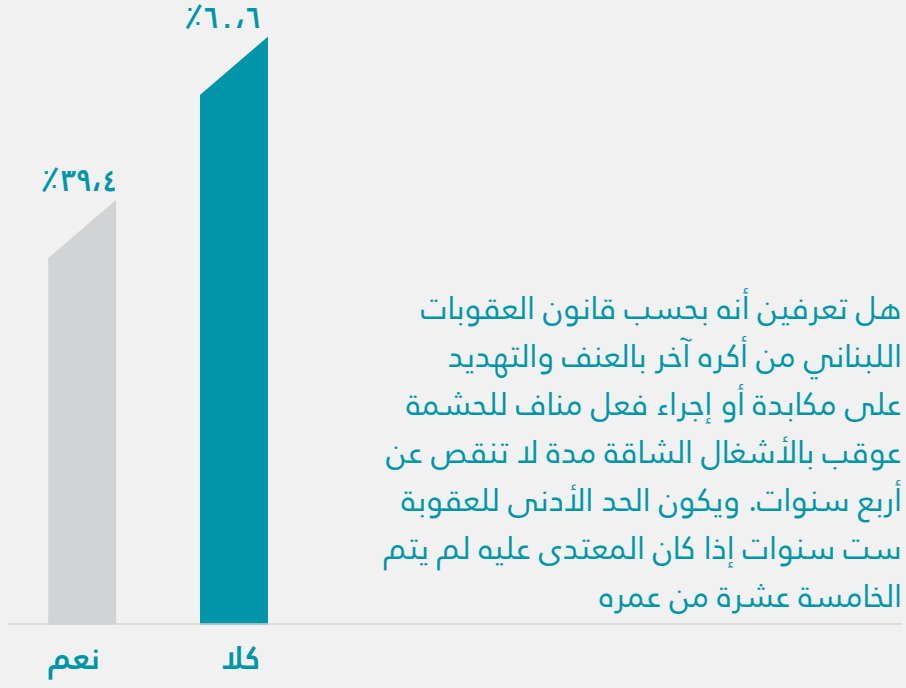 ٪٦٠،٦
٪٣٩،٤
هل تعرفين أنه بحسب قانون العقوبات
اللبناني من أكره آخر بالعنف والتهديد
على مكابدة أو إجراء فعل مناف للحشمة
عوقب بالأشغال الشاقة مدة لا تنقص عن
أربع سنوات. ويكون الحد الأدنى للعقوبة
ست سنوات إذا كان المعتدى عليه لم يتم
الخامسة عشرة من عمره
كلا
نعم